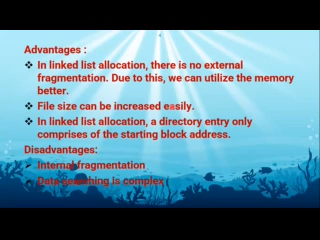 Advantages :
❖ In linked list allocation, there is no external
fragmentation. Due to this, we can utilize the memory
better.
❖ File size can be increased easily.
❖ In linked list allocation, a directory entry only
comprises of the starting block address.
Disadvantages:
➢ Internal fragmentation
➢ Data searching is complex